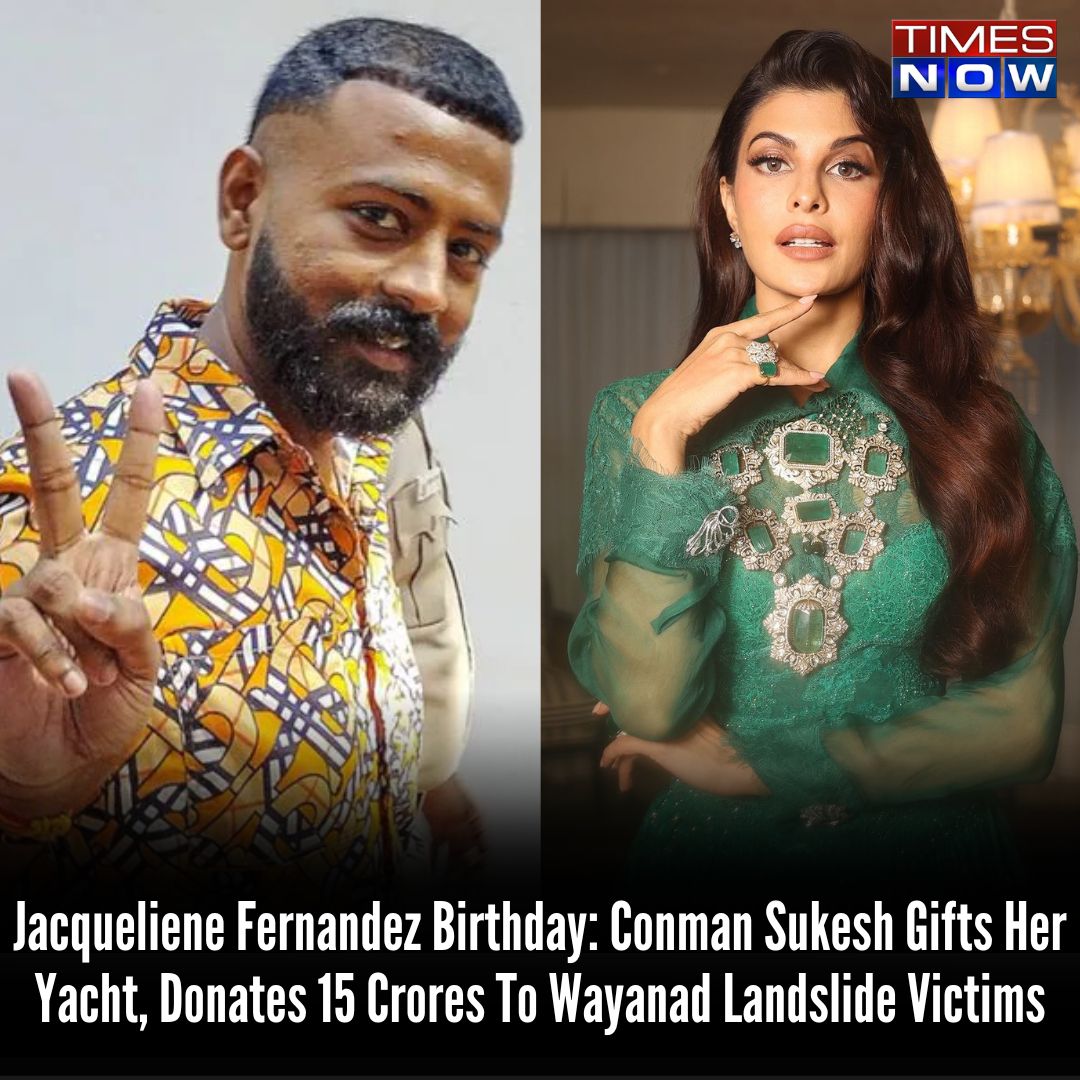 TIMES
NOW
Jacqueliene Fernandez Birthday: Conman Sukesh Gifts Her
Yacht, Donates 15 Crores To Wayanad Landslide Victims